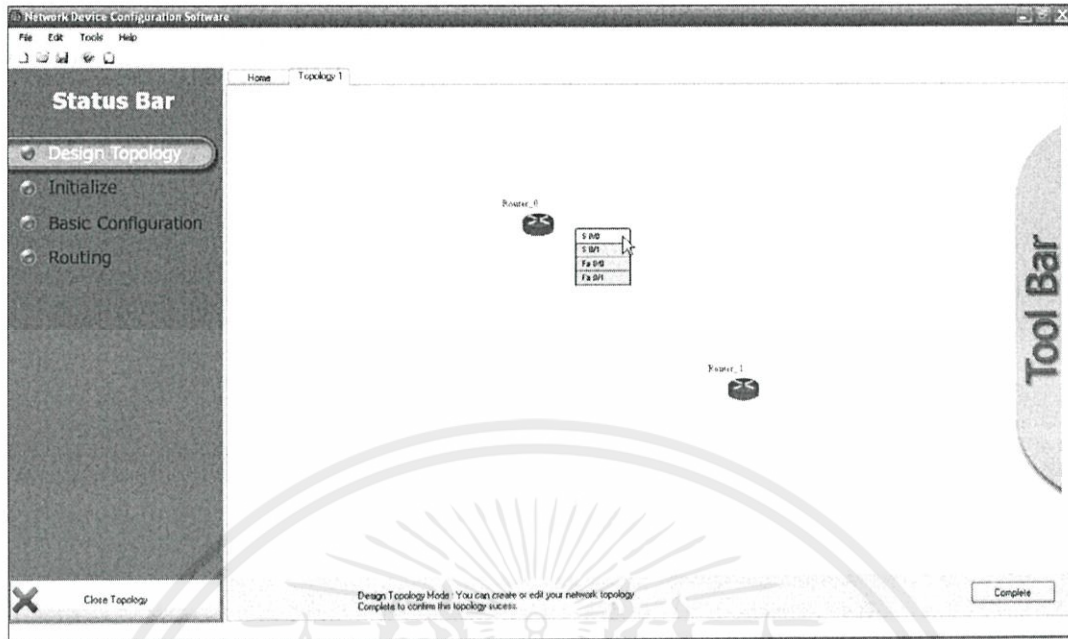 Network Device Configuration Software
File Edit Tools Help
Home Topology 1
Status Bar
Design Topology
Initialize
Basic Configuration
Routing
Router_0
S 0/0
S 0/1
Fa 0/0
Fa 0/1
Router_1
Tool Bar
Close Topology
Design Topology Mode : You can create or edit your network topology
Complete to confirm this topology sucess.
Complete